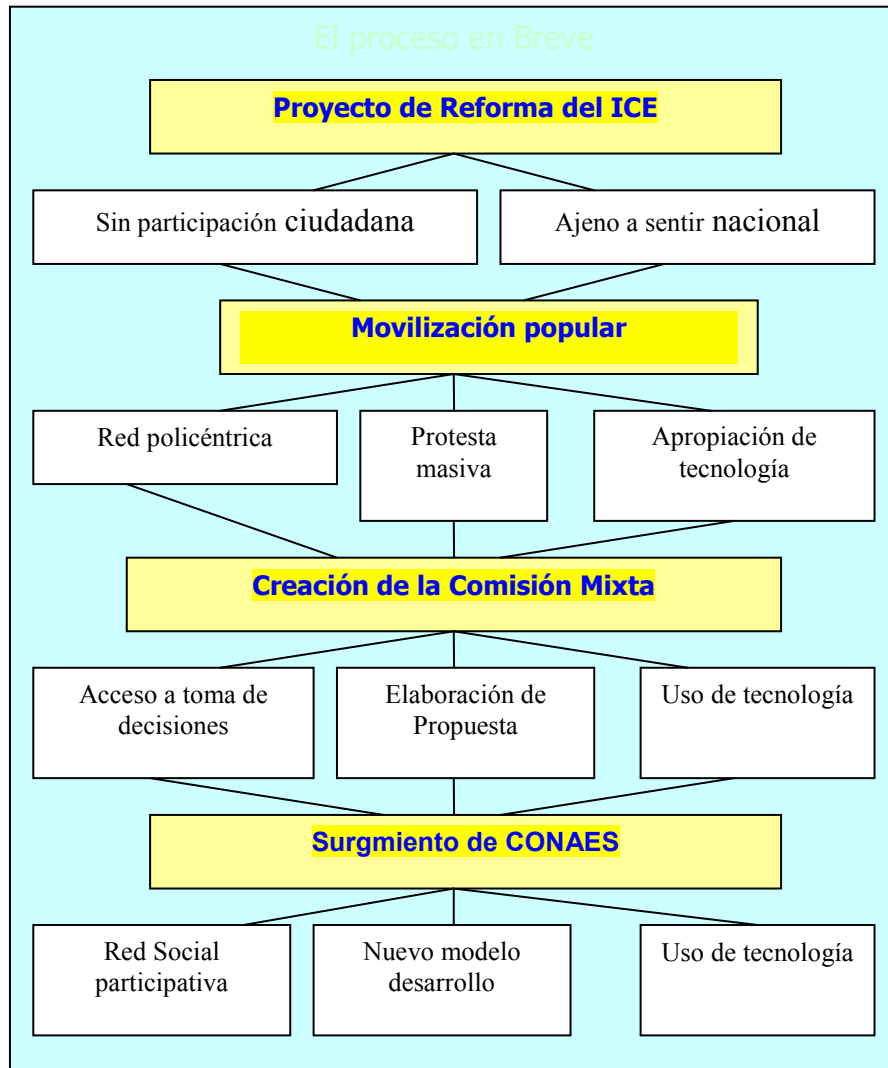 El proceso en Breve
Proyecto de Reforma del ICE
Sin participación ciudadana
Ajeno a sentir nacional
Movilización popular
Red policéntrica
Protesta
masiva
Apropiación de
tecnología
Creación de la Comisión Mixta
Acceso a toma de
decisiones
Elaboración de
Propuesta
Uso de tecnología
Surgmiento de CONAES
Red Social
participativa
Nuevo modelo
desarrollo
Uso de tecnología